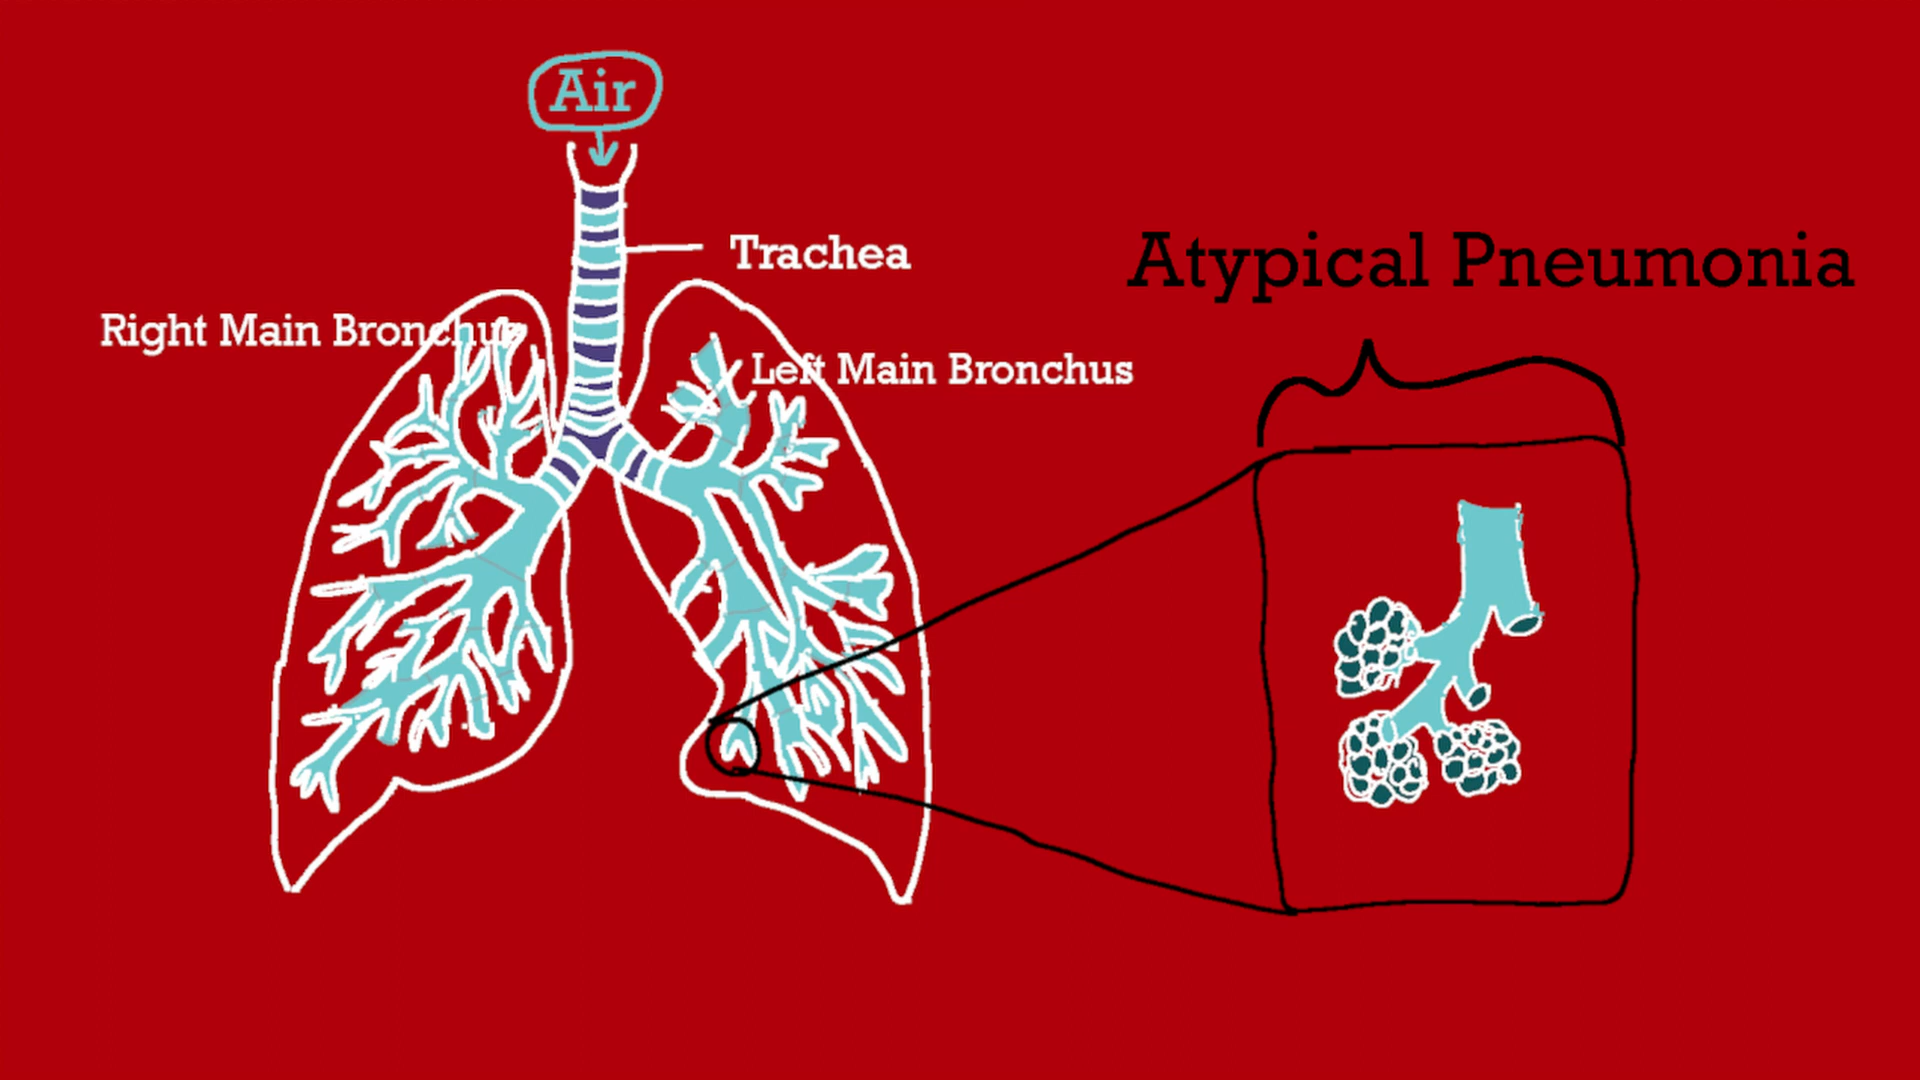 Air
Trachea
Atypical Pneumonia
Right Main Bronchus
Left Main Bronchus